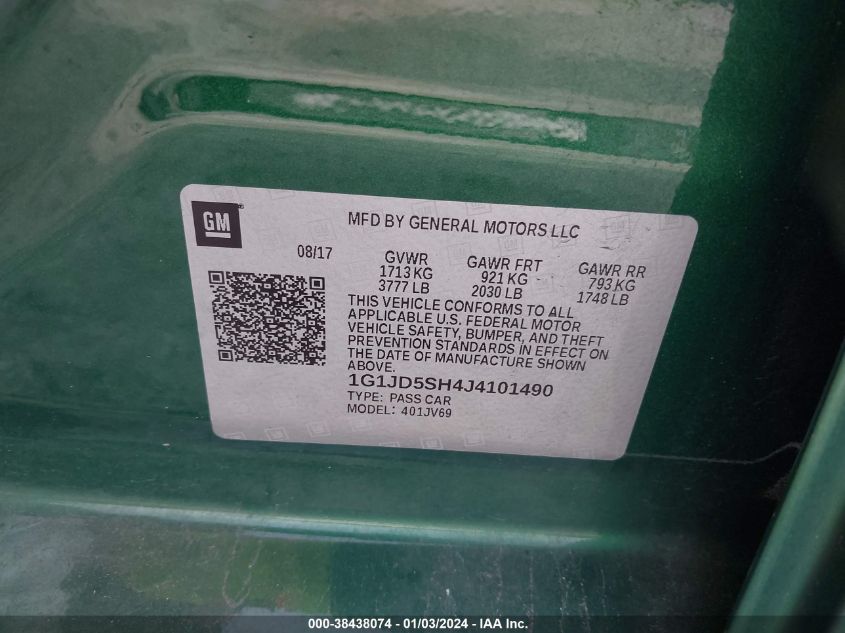 GM®
MFD BY GENERAL MOTORS LLC
08/17
GVWR GAWR FRT GAWR RR
1713 KG 921 KG 793 KG
3777 LB 2030 LB 1748 LB
THIS VEHICLE CONFORMS TO ALL
APPLICABLE U.S. FEDERAL MOTOR
VEHICLE SAFETY, BUMPER, AND THEFT
PREVENTION STANDARDS IN EFFECT ON
THE DATE OF MANUFACTURE SHOWN
ABOVE.
1G1JD5SH4J4101490
TYPE: PASS CAR
MODEL: 401JV69
000-38438074 — 01/03/2024 — IAA Inc.